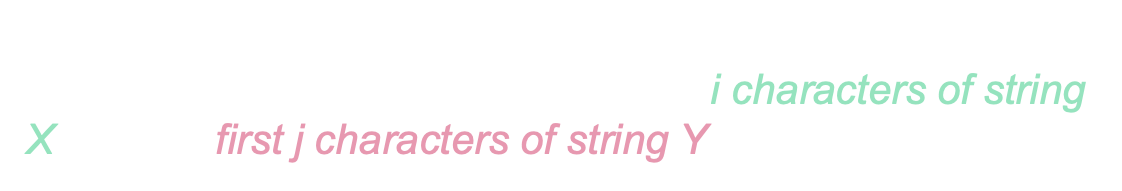 i characters of string
X first j characters of string Y